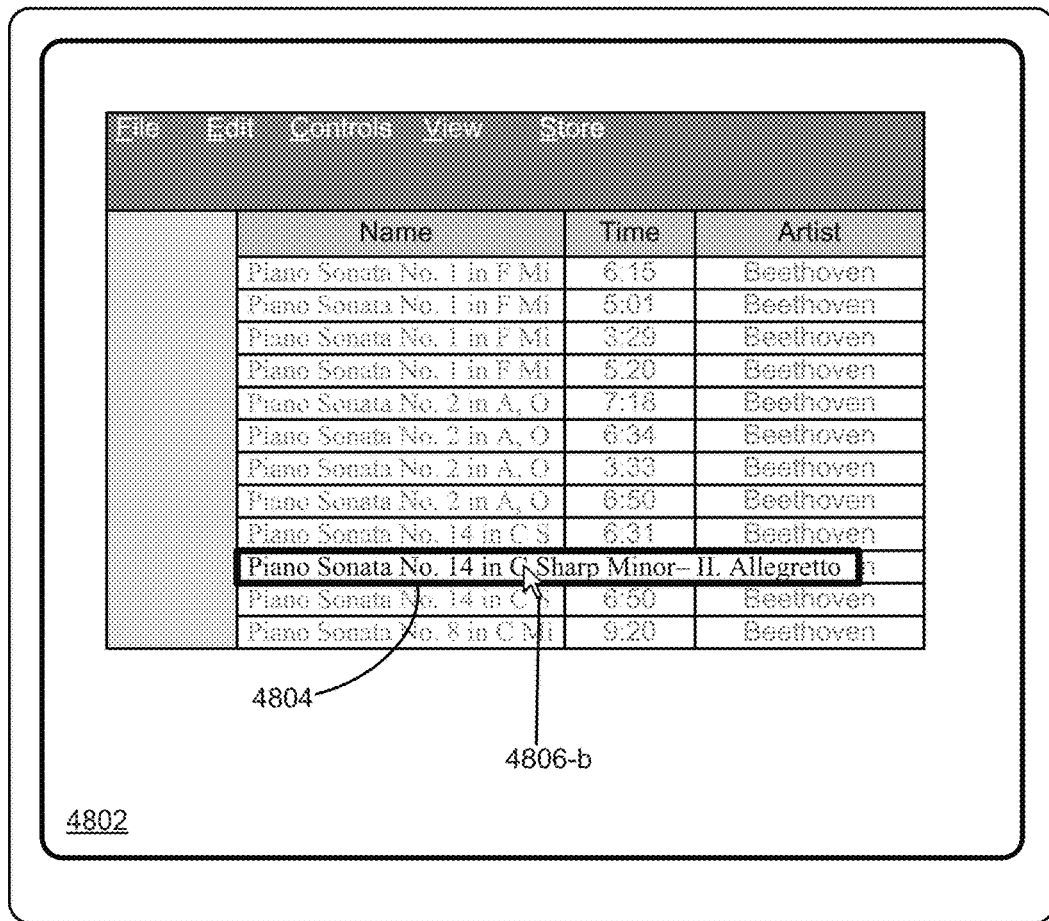 File Edit Controls View Store
Name Time Artist
Piano Sonata No. 1 in F Mi 6:15 Beethoven
Piano Sonata No. 1 in F Mi 5:01 Beethoven
Piano Sonata No. 1 in F Mi 3:29 Beethoven
Piano Sonata No. 1 in F Mi 5:20 Beethoven
Piano Sonata No. 2 in A, O 7:18 Beethoven
Piano Sonata No. 2 in A, O 6:34 Beethoven
Piano Sonata No. 2 in A, O 3:33 Beethoven
Piano Sonata No. 2 in A, O 6:50 Beethoven
Piano Sonata No. 14 in C S 6:31 Beethoven
Piano Sonata No. 14 in C Sharp Minor– II. Allegretto n
Piano Sonata No. 14 in C S 6:50 Beethoven
Piano Sonata No. 8 in C Mi 9:20 Beethoven
4804
4806-b
4802